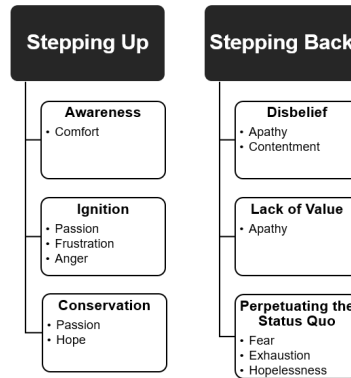 Stepping Up
Awareness
• Comfort
Ignition
• Passion
• Frustration
• Anger
Conservation
• Passion
• Hope
Stepping Back
Disbelief
• Apathy
• Contentment
Lack of Value
• Apathy
Perpetuating the
Status Quo
• Fear
• Exhaustion
• Hopelessness